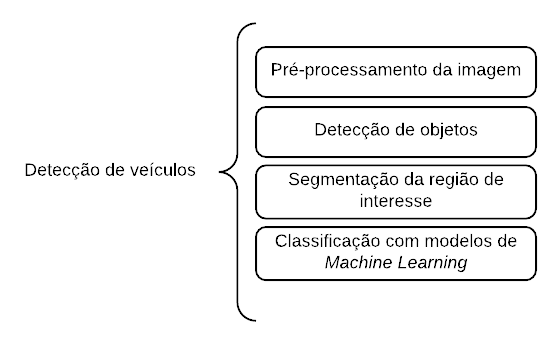 Pré-processamento da imagem
Detecção de objetos
Detecção de veículos
Segmentação da região de
interesse
Classificação com modelos de
Machine Learning